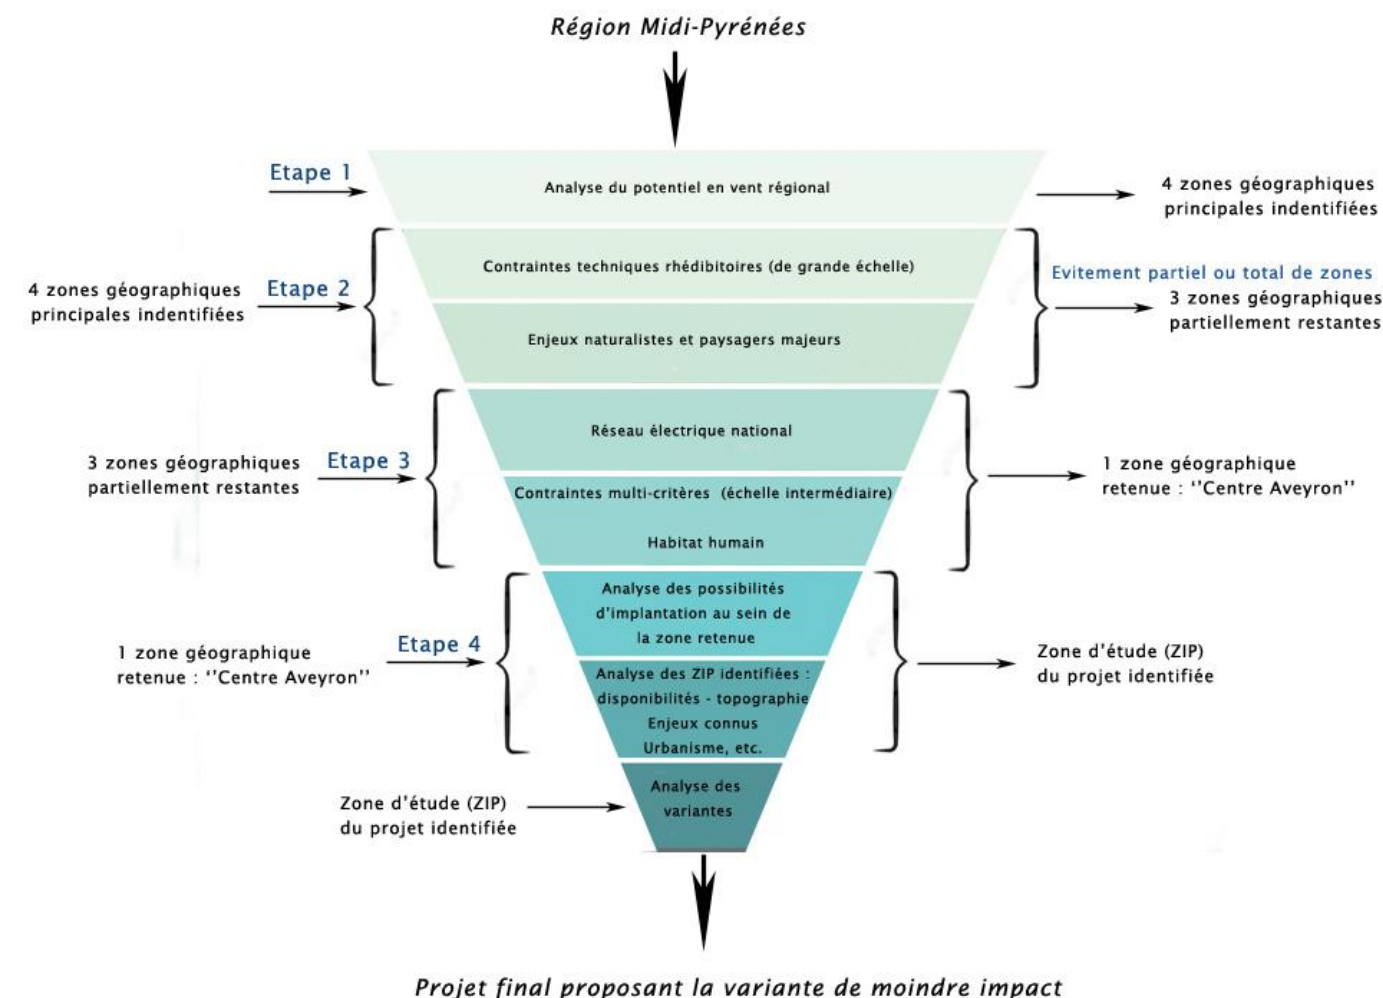 Région Midi-Pyrénées
Etape 1
Analyse du potentiel en vent régional
4 zones géographiques
principales indentifiées
4 zones géographiques
principales indentifiées
Etape 2
Contraintes techniques rhédibitoires (de grande échelle)
Enjeux naturalistes et paysagers majeurs
Evitement partiel ou total de zones
3 zones géographiques
partiellement restantes
3 zones géographiques
partiellement restantes
Etape 3
Réseau électrique national
Contraintes multi-critères (échelle intermédiaire)
Habitat humain
1 zone géographique
retenue : ‘’Centre Aveyron’’
1 zone géographique
retenue : ‘’Centre Aveyron’’
Etape 4
Analyse des possibilités
d’implantation au sein de
la zone retenue
Analyse des ZIP identifiées :
disponibilités - topographie
Enjeux connus
Urbanisme, etc.
Zone d’étude (ZIP)
du projet identifiée
Zone d’étude (ZIP)
du projet identifiée
Analyse des
variantes
Projet final proposant la variante de moindre impact